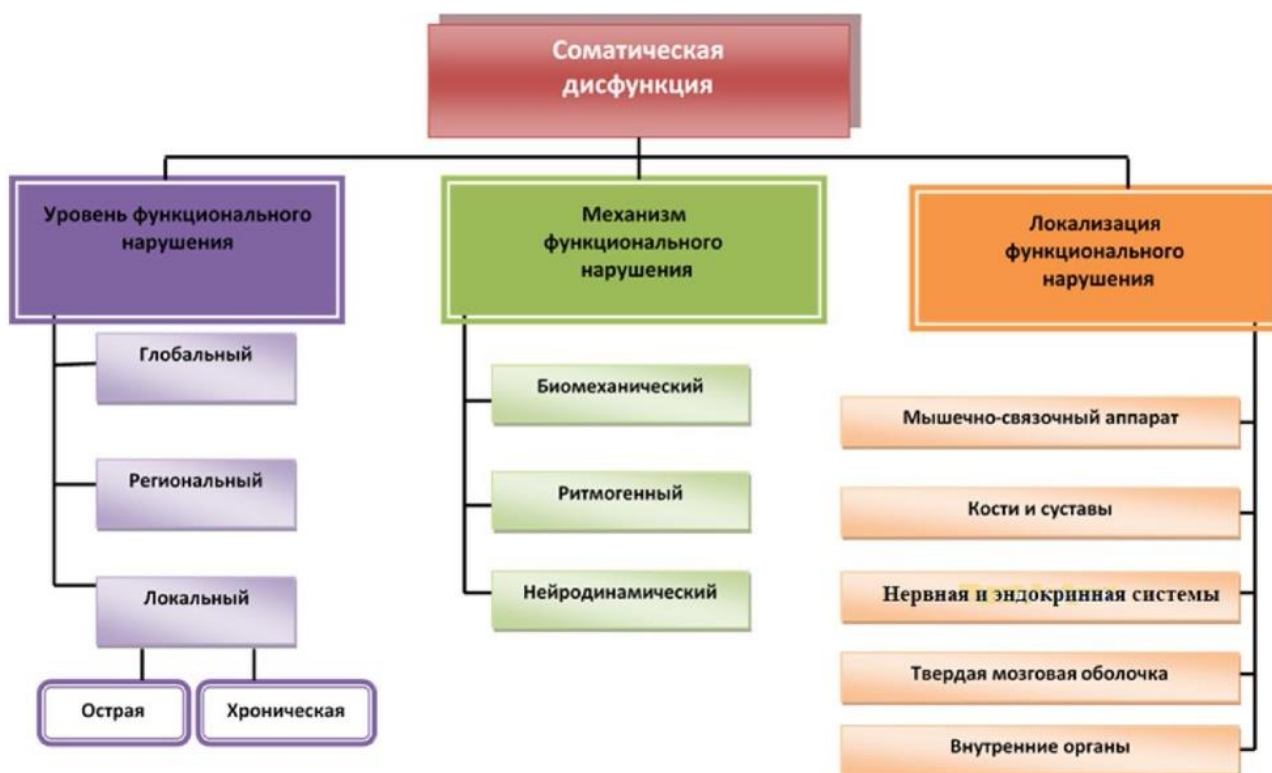 Соматическая
дисфункция
Уровень функционального
нарушения
Глобальный
Региональный
Локальный
Острая
Хроническая
Механизм
функционального
нарушения
Биомеханический
Ритмогенный
Нейродинамический
Локализация
функционального
нарушения
Мышечно-связочный аппарат
Кости и суставы
Нервная и эндокринная системы
Твердая мозговая оболочка
Внутренние органы